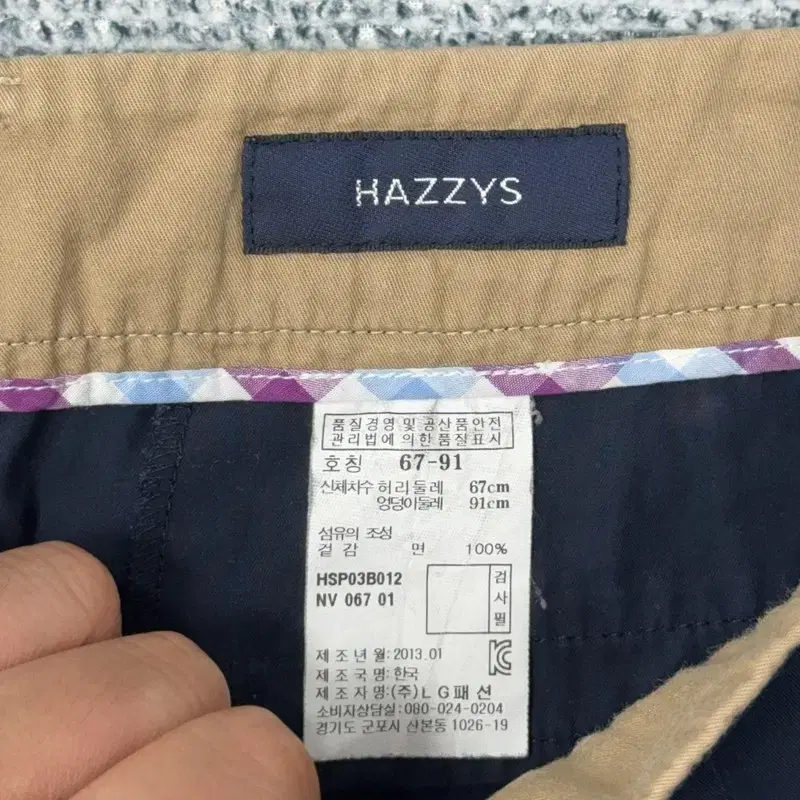 HAZZYS
품질경영 및 공산품안전
관리법에 의한 품질표시
호칭 67-91
신체치수 허리둘레 67cm
엉덩이둘레 91cm
섬유의 조성
겉감 면 100%
HSP03B012
NV 067 01
검사필
제조년월:2013.01
제조국명:한국
제조자명:(주)LG패션
소비자상담실:080-024-0204
경기도 군포시 산본동 1026-19